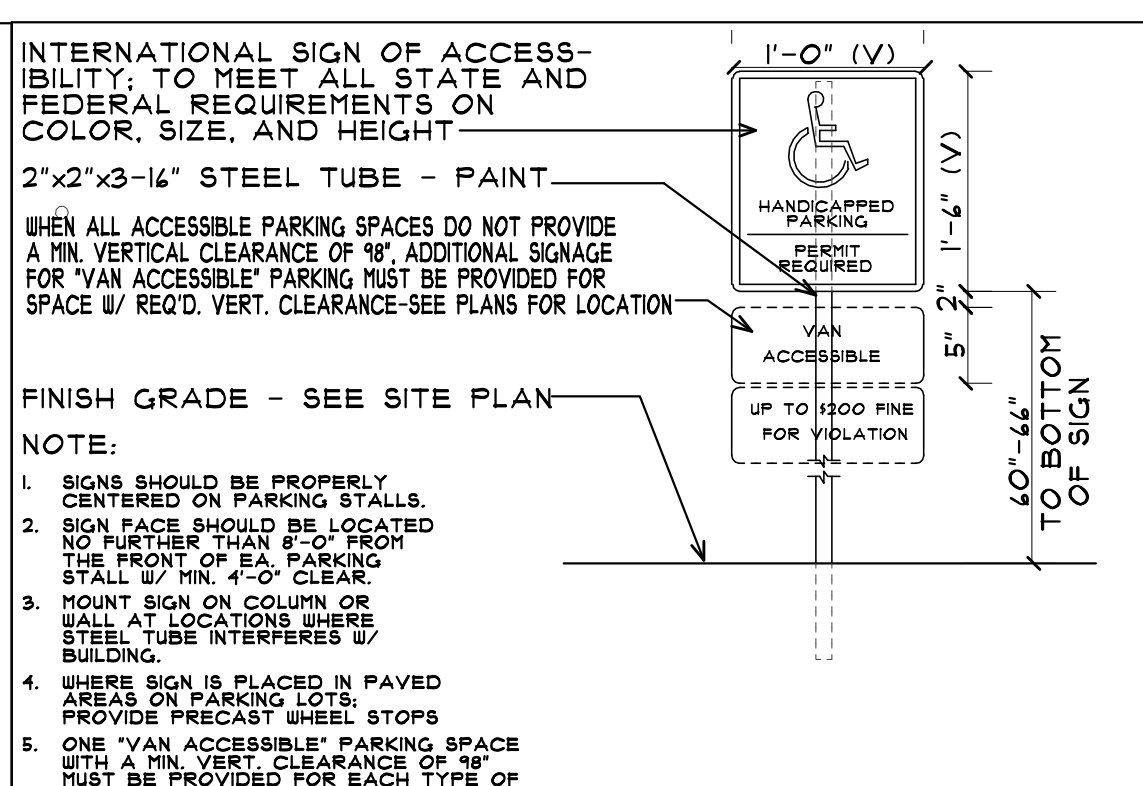 INTERNATIONAL SIGN OF ACCESS-
IBILITY; TO MEET ALL STATE AND
FEDERAL REQUIREMENTS ON
COLOR, SIZE, AND HEIGHT
2"x2"x3-16" STEEL TUBE - PAINT
WHEN ALL ACCESSIBLE PARKING SPACES DO NOT PROVIDE
A MIN. VERTICAL CLEARANCE OF 98", ADDITIONAL SIGNAGE
FOR "VAN ACCESSIBLE" PARKING MUST BE PROVIDED FOR
SPACE W/ REQ'D. VERT. CLEARANCE-SEE PLANS FOR LOCATION
FINISH GRADE - SEE SITE PLAN
NOTE:
1. SIGNS SHOULD BE PROPERLY
CENTERED ON PARKING STALLS.
2. SIGN FACE SHOULD BE LOCATED
NO FURTHER THAN 8'-0" FROM
THE FRONT OF EA. PARKING
STALL W/ MIN. 4'-0" CLEAR.
3. MOUNT SIGN ON COLUMN OR
WALL AT LOCATIONS WHERE
STEEL TUBE INTERFERES W/
BUILDING.
4. WHERE SIGN IS PLACED IN PAVED
AREAS ON PARKING LOTS;
PROVIDE PRECAST WHEEL STOPS
5. ONE "VAN ACCESSIBLE" PARKING SPACE
WITH A MIN. VERT. CLEARANCE OF 98"
MUST BE PROVIDED FOR EACH TYPE OF
1'-0" (V)
HANDICAPPED
PARKING
PERMIT
REQUIRED
VAN
ACCESSIBLE
UP TO $200 FINE
FOR VIOLATION
1'-6" (V)
2"
5"
60"-66"
TO BOTTOM
OF SIGN